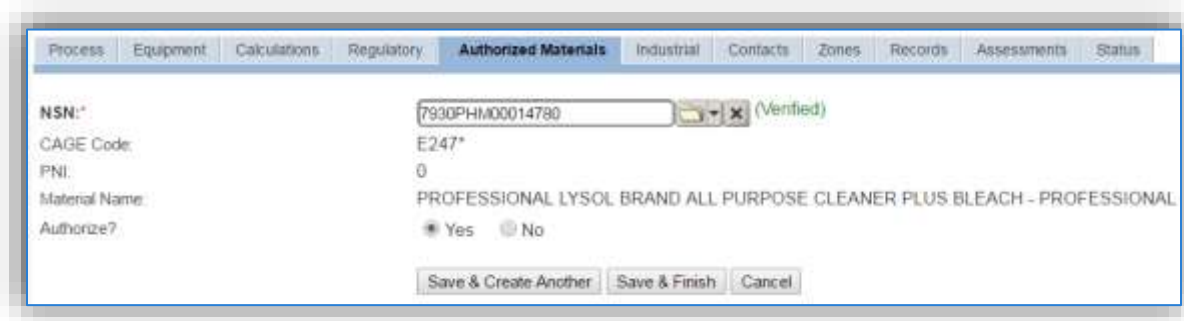 Process Equipment Calculations Regulatory Authorized Materials Industrial Contacts Zones Records Assessments Status
NSN:* 7930PHM00014780 (Verified)
CAGE Code: E247*
PNI: 0
Material Name: PROFESSIONAL LYSOL BRAND ALL PURPOSE CLEANER PLUS BLEACH - PROFESSIONAL
Authorize? Yes No
Save & Create Another Save & Finish Cancel